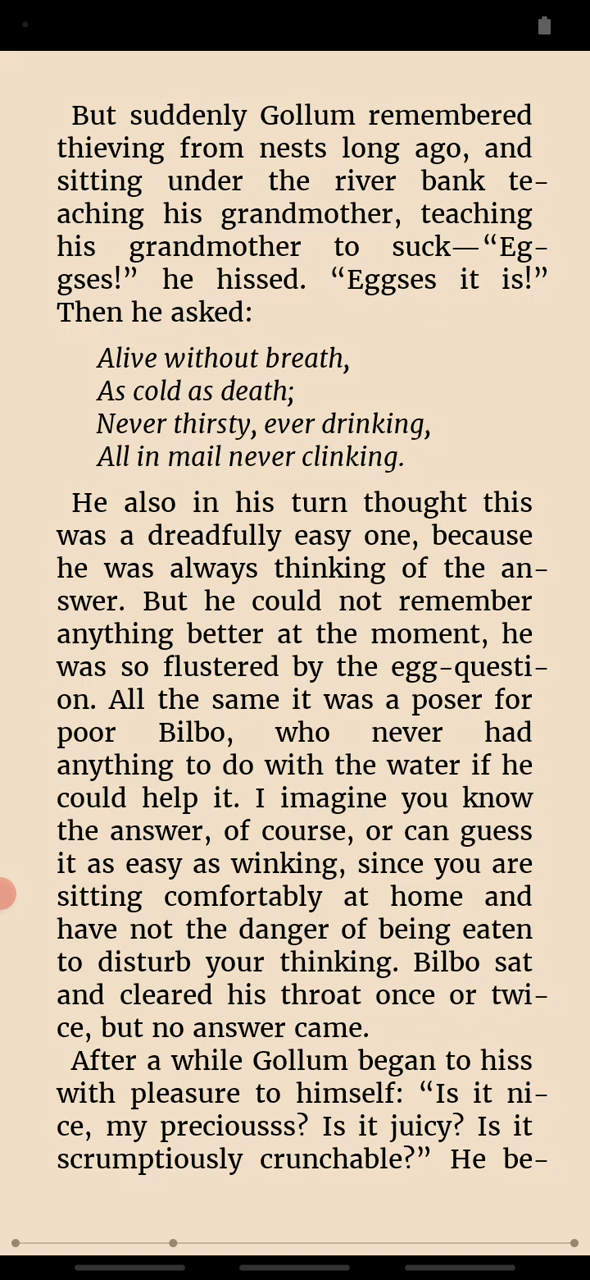 But suddenly Gollum remembered
thieving from nests long ago, and
sitting under the river bank te-
aching his grandmother, teaching
his grandmother to suck—“Eg-
gses!” he hissed. “Eggses it is!”
Then he asked:
Alive without breath,
As cold as death;
Never thirsty, ever drinking,
All in mail never clinking.
He also in his turn thought this
was a dreadfully easy one, because
he was always thinking of the an-
swer. But he could not remember
anything better at the moment, he
was so flustered by the egg-questi-
on. All the same it was a poser for
poor Bilbo, who never had
anything to do with the water if he
could help it. I imagine you know
the answer, of course, or can guess
it as easy as winking, since you are
sitting comfortably at home and
have not the danger of being eaten
to disturb your thinking. Bilbo sat
and cleared his throat once or twi-
ce, but no answer came.
After a while Gollum began to hiss
with pleasure to himself: “Is it ni-
ce, my preciousss? Is it juicy? Is it
scrumptiously crunchable?” He be-